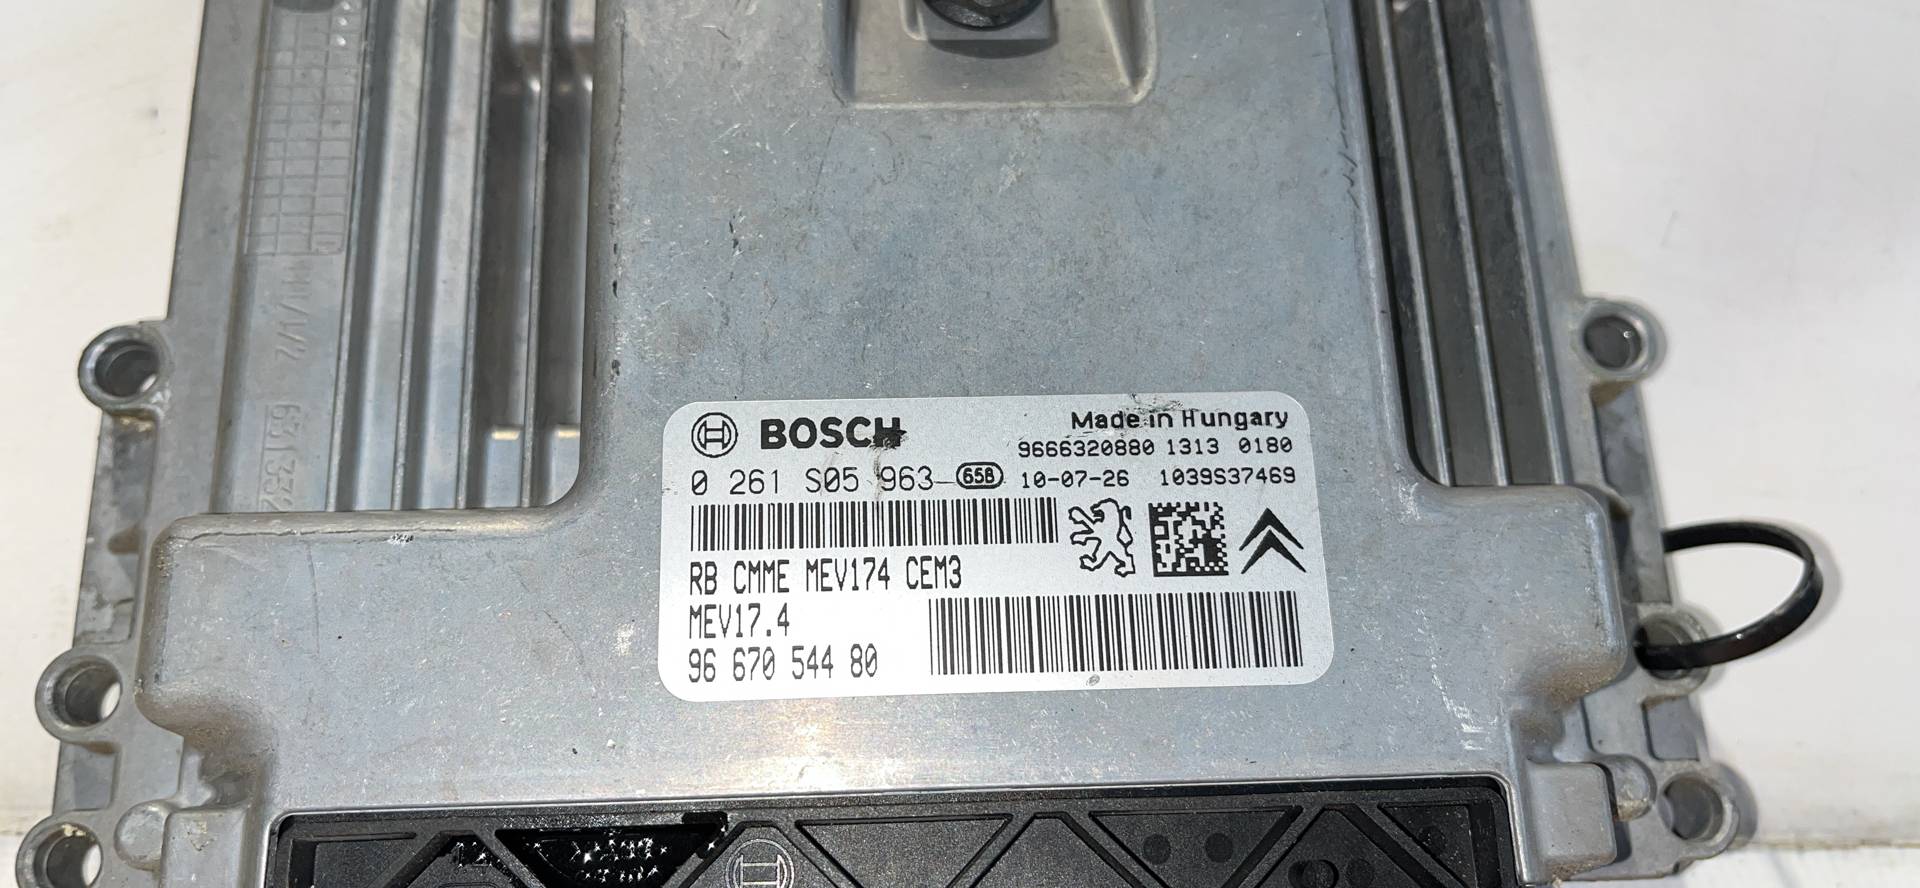 BOSCH
Made in Hungary
9666320880 1313 0180
0 261 S05 963 658 10-07-26 1039S37469
RB CMME MEV174 CEM3
MEV17.4
96 670 544 80